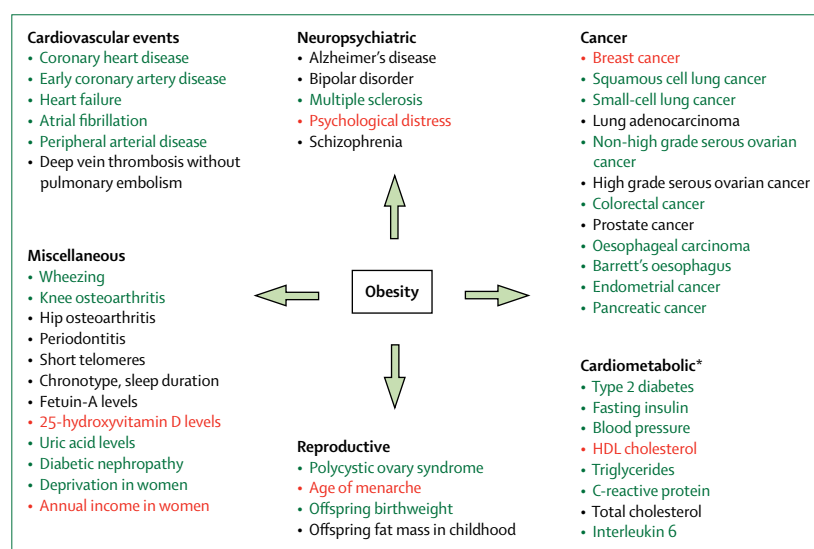 Cardiovascular events
• Coronary heart disease
• Early coronary artery disease
• Heart failure
• Atrial fibrillation
• Peripheral arterial disease
• Deep vein thrombosis without
pulmonary embolism
Neuropsychiatric
• Alzheimer's disease
• Bipolar disorder
• Multiple sclerosis
• Psychological distress
• Schizophrenia
Cancer
• Breast cancer
• Squamous cell lung cancer
• Small-cell lung cancer
• Lung adenocarcinoma
• Non-high grade serous ovarian
cancer
• High grade serous ovarian cancer
• Colorectal cancer
• Prostate cancer
• Oesophageal carcinoma
• Barrett's oesophagus
• Endometrial cancer
• Pancreatic cancer
Miscellaneous
• Wheezing
• Knee osteoarthritis
• Hip osteoarthritis
• Periodontitis
• Short telomeres
• Chronotype, sleep duration
• Fetuin-A levels
• 25-hydroxyvitamin D levels
• Uric acid levels
• Diabetic nephropathy
• Deprivation in women
• Annual income in women
Obesity
Reproductive
• Polycystic ovary syndrome
• Age of menarche
• Offspring birthweight
• Offspring fat mass in childhood
Cardiometabolic*
• Type 2 diabetes
• Fasting insulin
• Blood pressure
• HDL cholesterol
• Triglycerides
• C-reactive protein
• Total cholesterol
• Interleukin 6